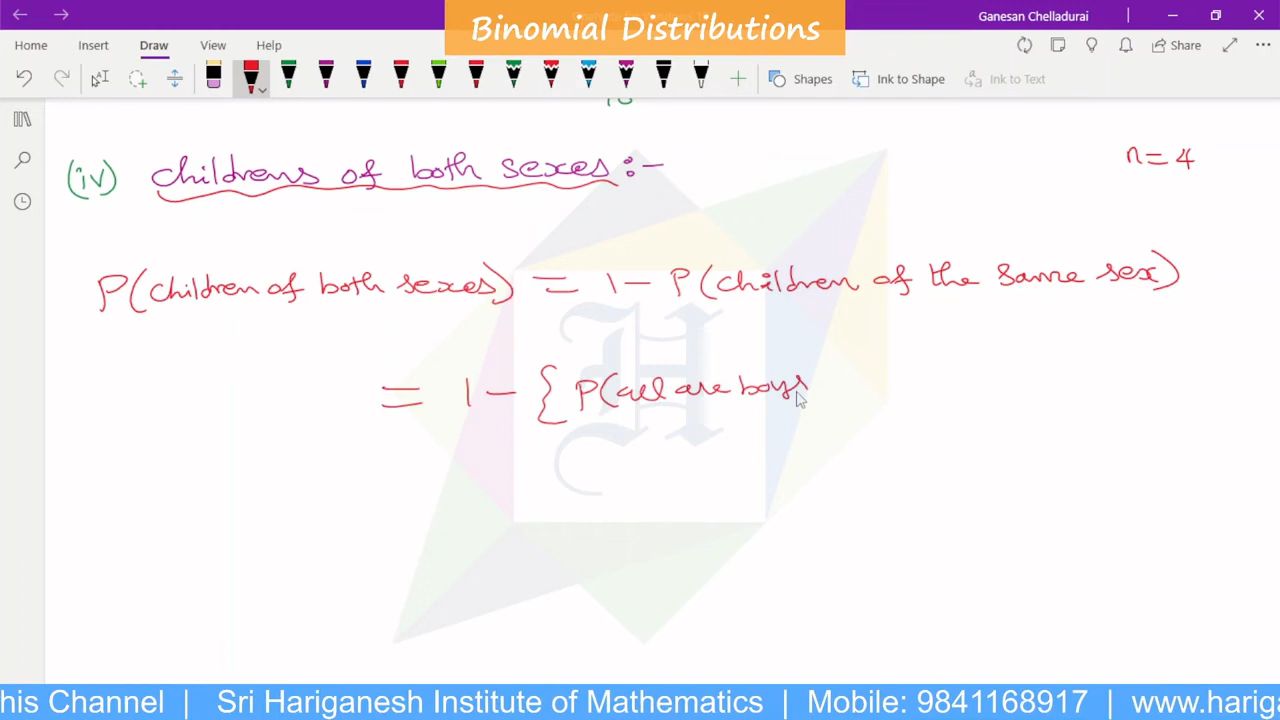 Binomial Distributions
Ganesan Chelladurai
Home Insert Draw View Help
Share
Shapes Ink to Shape Ink to Text
(iv) childrens of both sexes:-
n = 4
P(children of both sexes) = 1 - P(children of the same sex)
= 1 - { P(all are boys
his Channel | Sri Hariganesh Institute of Mathematics | Mobile: 9841168917 | www.hariga